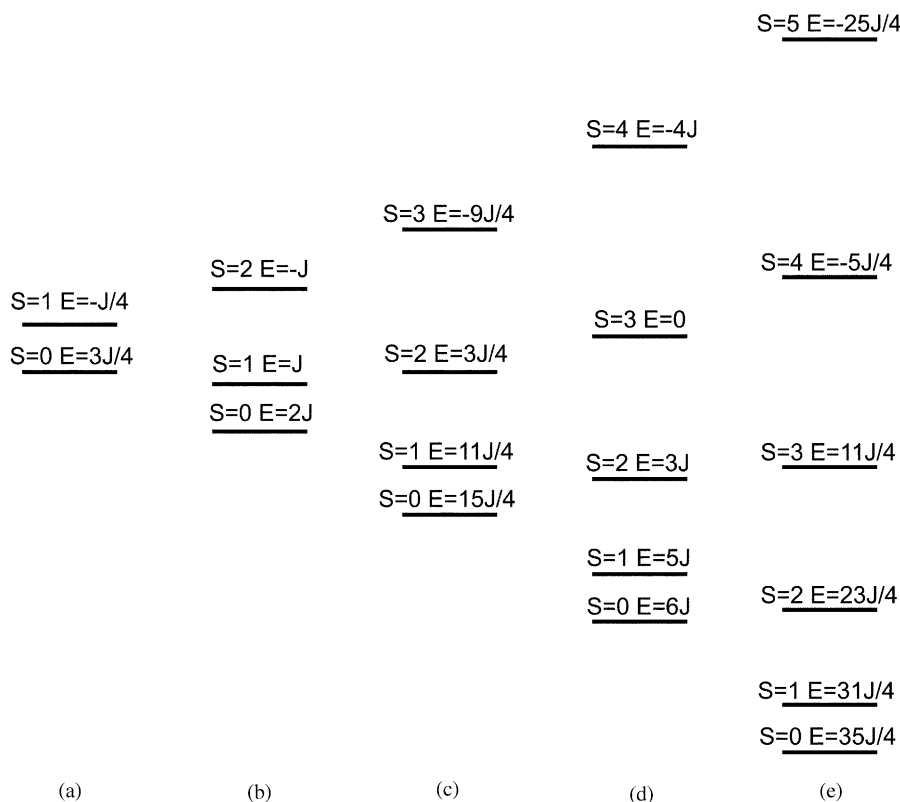 S=1 E=-J/4
S=0 E=3J/4
(a)
S=2 E=-J
S=1 E=J
S=0 E=2J
(b)
S=3 E=-9J/4
S=2 E=3J/4
S=1 E=11J/4
S=0 E=15J/4
(c)
S=4 E=-4J
S=3 E=0
S=2 E=3J
S=1 E=5J
S=0 E=6J
(d)
S=5 E=-25J/4
S=4 E=-5J/4
S=3 E=11J/4
S=2 E=23J/4
S=1 E=31J/4
S=0 E=35J/4
(e)